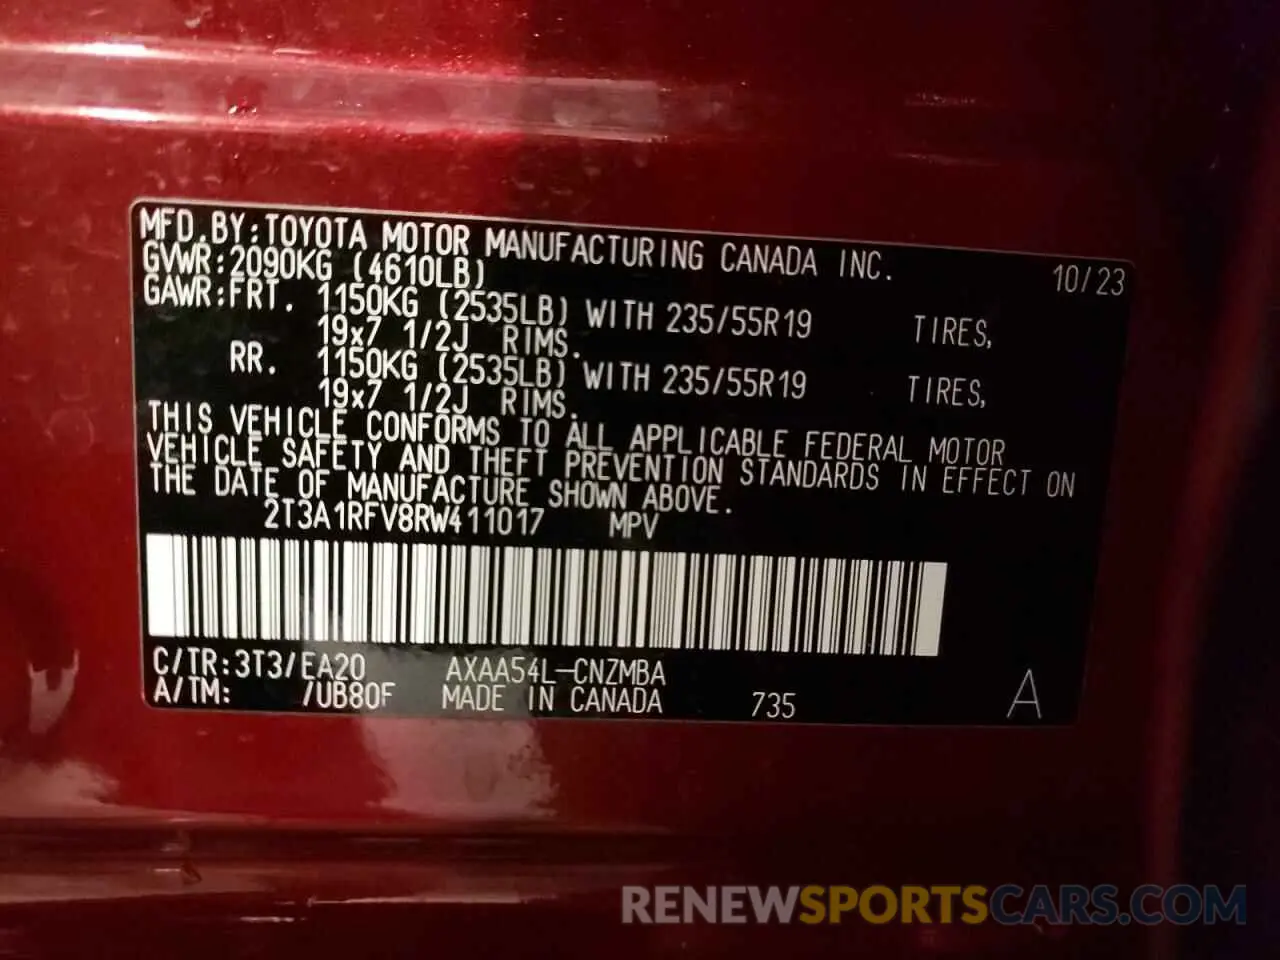 MFD.BY:TOYOTA MOTOR MANUFACTURING CANADA INC. 10/23
GVWR:2090KG (4610LB)
GAWR:FRT. 1150KG (2535LB) WITH 235/55R19 TIRES,
19x7 1/2J RIMS.
RR. 1150KG (2535LB) WITH 235/55R19 TIRES,
19x7 1/2J RIMS.
THIS VEHICLE CONFORMS TO ALL APPLICABLE FEDERAL MOTOR
VEHICLE SAFETY AND THEFT PREVENTION STANDARDS IN EFFECT ON
THE DATE OF MANUFACTURE SHOWN ABOVE.
2T3A1RFV8RW411017 MPV
C/TR:3T3/EA20 AXAA54L-CNZMBA
A/TM: /UB80F MADE IN CANADA 735 A
RENEWSPORTSCARS.COM